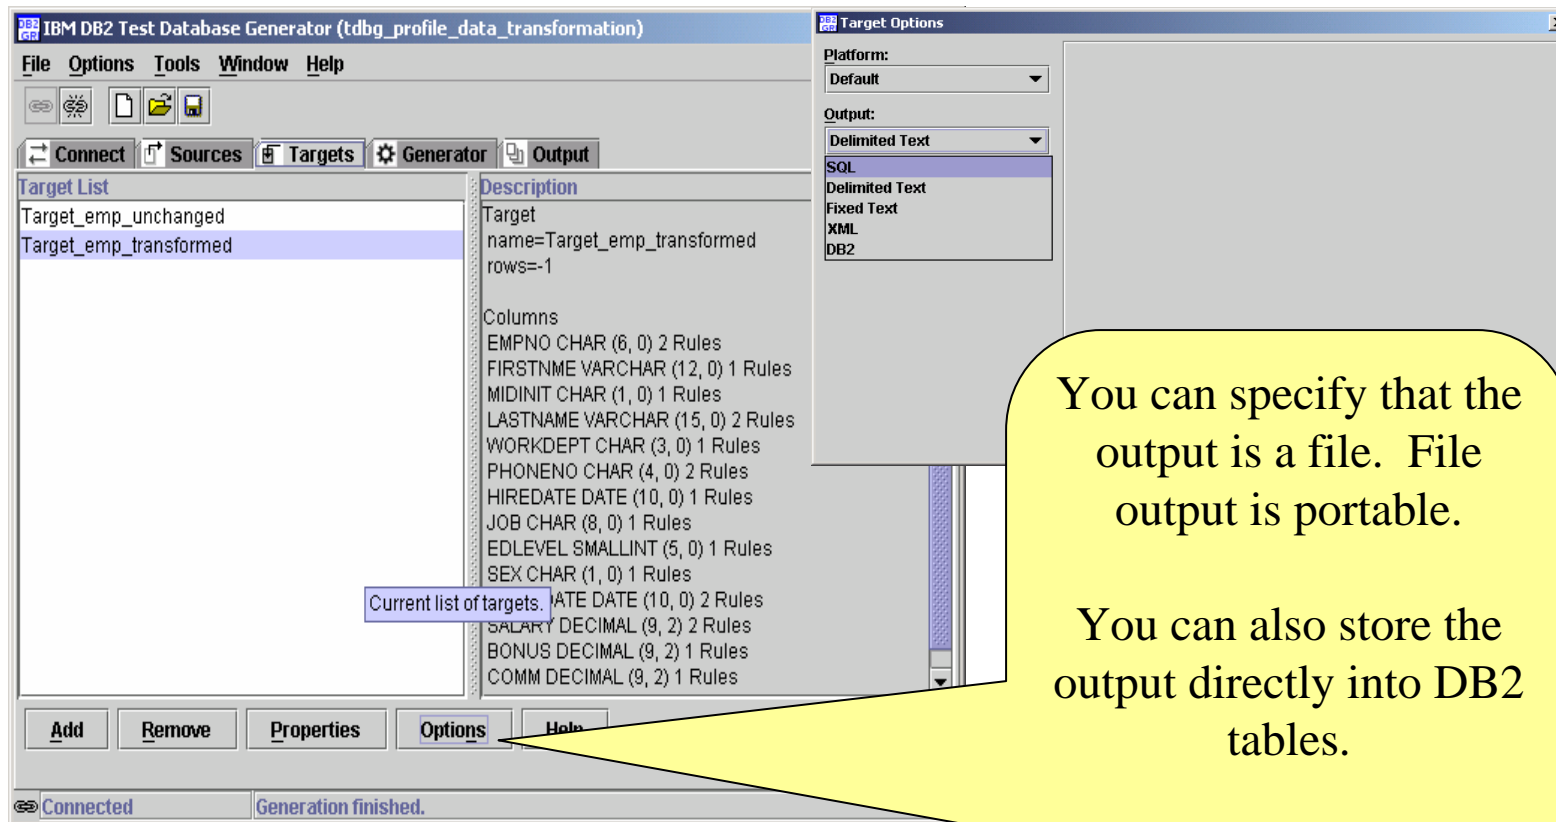 IBM DB2 Test Database Generator (tdbg_profile_data_transformation)
File Options Tools Window Help
Connect Sources Targets Generator Output
Target List
Target_emp_unchanged
Target_emp_transformed
Description
Target
name=Target_emp_transformed
rows=-1
Columns
EMPNO CHAR (6, 0) 2 Rules
FIRSTNME VARCHAR (12, 0) 1 Rules
MIDINIT CHAR (1, 0) 1 Rules
LASTNAME VARCHAR (15, 0) 2 Rules
WORKDEPT CHAR (3, 0) 1 Rules
PHONENO CHAR (4, 0) 2 Rules
HIREDATE DATE (10, 0) 1 Rules
JOB CHAR (8, 0) 1 Rules
EDLEVEL SMALLINT (5, 0) 1 Rules
SEX CHAR (1, 0) 1 Rules
ATE DATE (10, 0) 2 Rules
SALARY DECIMAL (9, 2) 2 Rules
BONUS DECIMAL (9, 2) 1 Rules
COMM DECIMAL (9, 2) 1 Rules
Current list of targets.
Add Remove Properties Options Help
Connected Generation finished.
DB2
GRI
Target Options
Platform:
Default
Output:
Delimited Text
SQL
Delimited Text
Fixed Text
XML
DB2
You can specify that the
output is a file. File
output is portable.
You can also store the
output directly into DB2
tables.